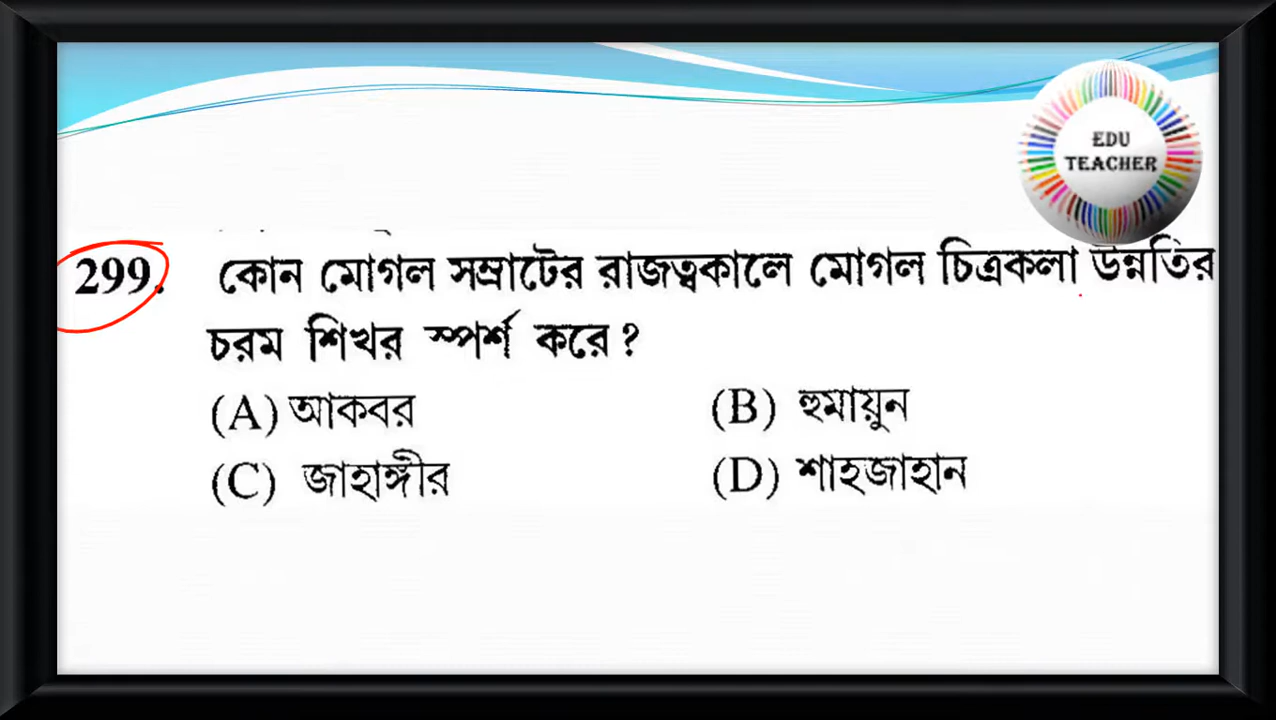 EDU
TEACHER
299. কোন মোগল সম্রাটের রাজত্বকালে মোগল চিত্রকলা উন্নতির
চরম শিখর স্পর্শ করে?
(A) আকবর (B) হুমায়ুন
(C) জাহাঙ্গীর (D) শাহজাহান